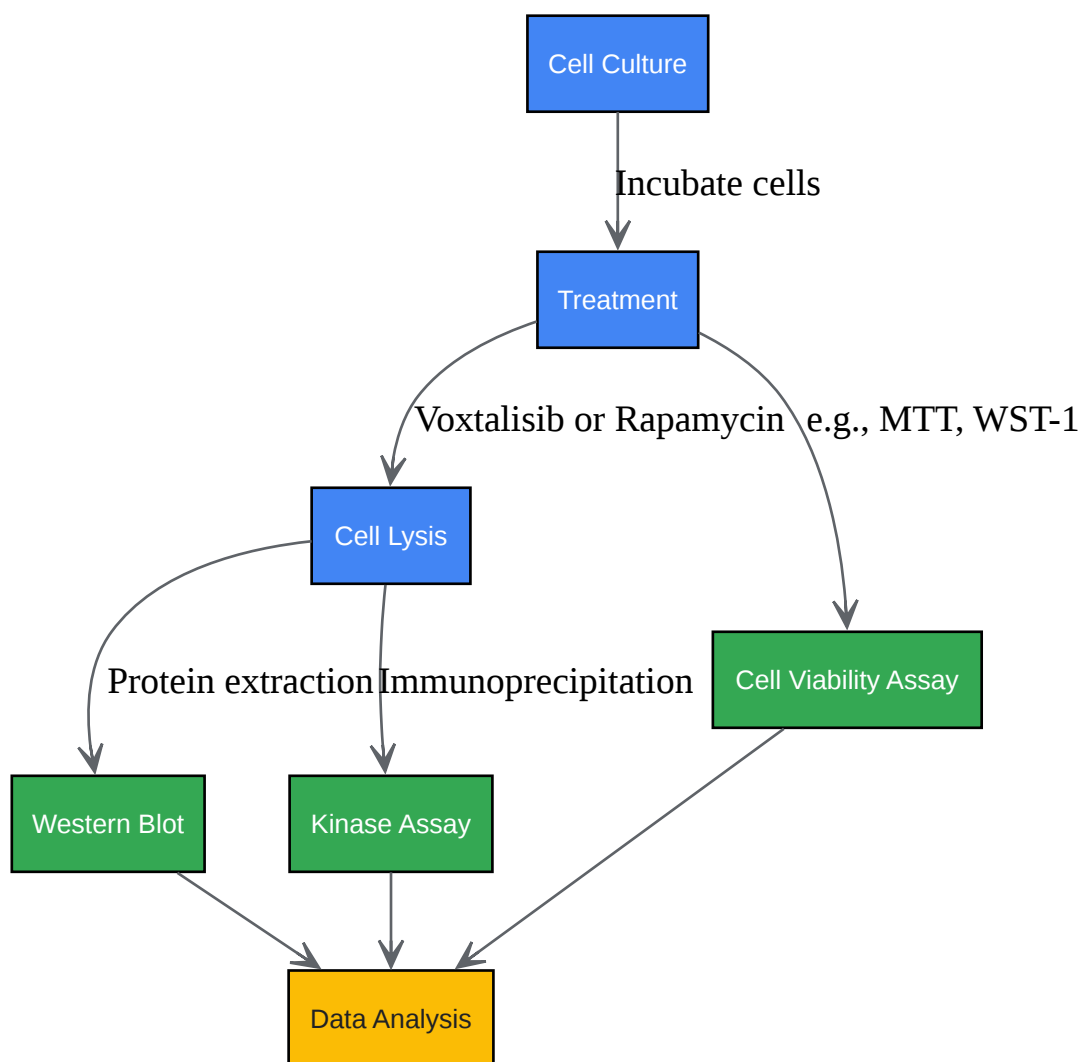 Cell Culture
Incubate cells
Treatment
Voxtalisib or Rapamycin
e.g., MTT, WST-1
Cell Lysis
Protein extraction
Immunoprecipitation
Cell Viability Assay
Western Blot
Kinase Assay
Data Analysis